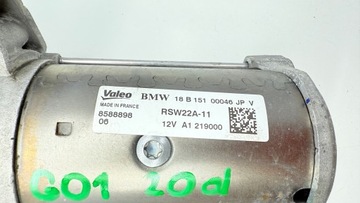 Valeo BMW 18 B 151 00046 JP V
MADE IN FRANCE
8588898 RSW22A-11
06 12V A1 219000
G01 20d